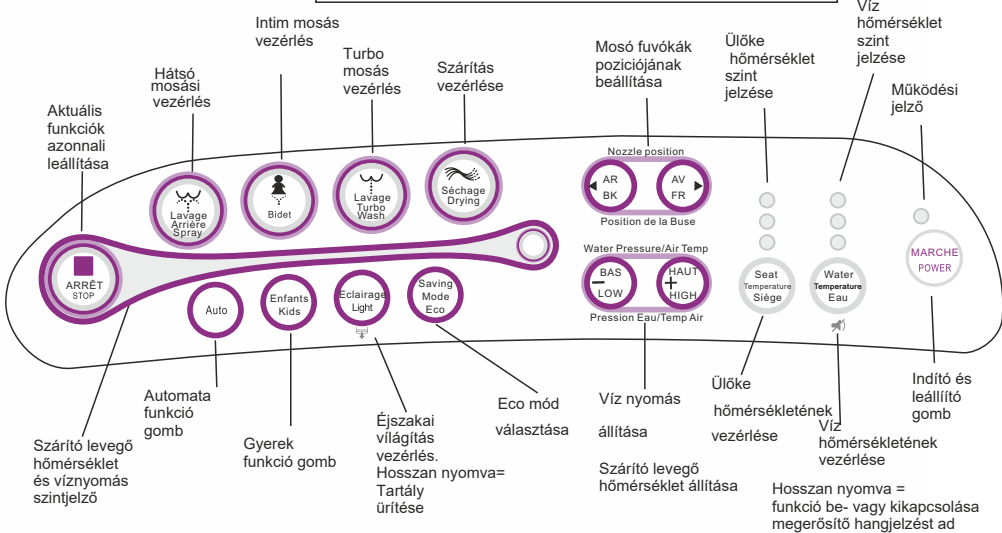 Intim mosás
vezérlés
Hátsó
mosási
vezérlés
Turbo
mosás
vezérlés
Szárítás
vezérlése
Mosó fuvókák
poziciójának
beállítása
Ülőke
hőmérséklet
szint
jelzése
Víz
hőmérséklet
szint
jelzése
Működési
jelző
Aktuális
funkciók
azonnali
leállítása
Lavage
Arrière
Spray
Bidet
Lavage
Turbo
Wash
Séchage
Drying
Nozzle position
AR
BK
AV
FR
Position de la Buse
Water Pressure/Air Temp
BAS
–
LOW
HAUT
+
HIGH
Pression Eau/Temp Air
Seat
Temperature
Siège
Water
Temperature
Eau
MARCHE
POWER
ARRÊT
STOP
Auto
Enfants
Kids
Eclairage
Light
Saving
Mode
Eco
Szárító levegő
hőmérséklet
és víznyomás
szintjelző
Automata
funkció
gomb
Gyerek
funkció gomb
Éjszakai
világítás
vezérlés.
Hosszan nyomva=
Tartály
ürítése
Eco mód
választása
Víz nyomás
állítása
Szárító levegő
hőmérséklet állítása
Ülőke
hőmérsékletének
vezérlése
Víz
hőmérsékletének
vezérlése
Hosszan nyomva =
funkció be- vagy kikapcsolása
megerősítő hangjelzést ad
Indító és
leállíító
gomb